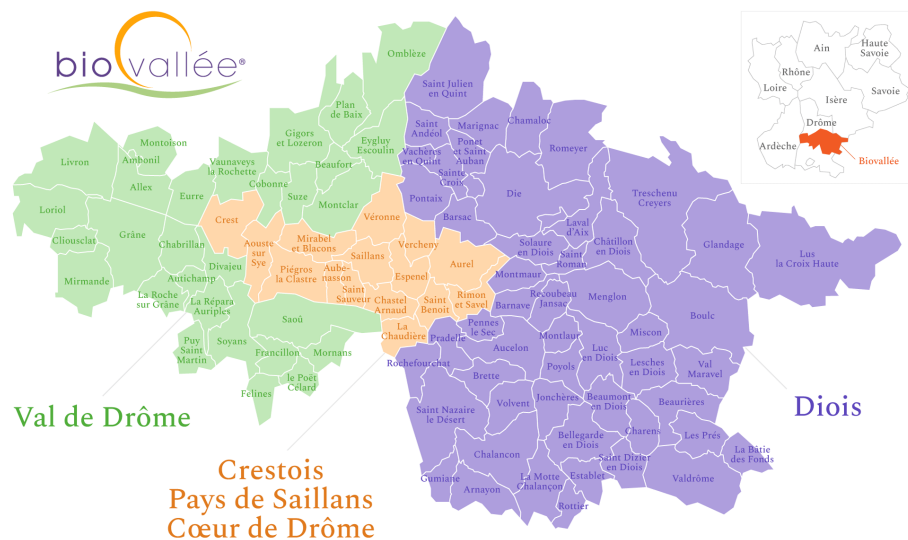 biovallée®
Ombleze
Saint Julien
en Quint
Plan
de Baix
Gigors
et Lozeron
Eygluy
Escoulin
Saint
Andéol
Marignac
Chamaloc
Vachères
en Quint
Ponet
et Saint
Auban
Romeyer
Montoison
Livron
Ambonil
Vaunaveys
la Rochette
Beaufort
Sainte
Croix
Allex
Eurre
Cobonne
Suze
Montclar
Pontaix
Die
Treschenu
Creyers
Loriol
Crest
Véronne
Barsac
Laval
d'Aix
Grâne
Cliousclat
Chabrillan
Aouste
sur
Sye
Mirabel
et Blacons
Vercheny
Solaure
en Diois
Saint
Roman
Châtillon
en Diois
Glandage
Lus
la Croix Haute
Saillans
Divajeu
Piégros
la Clastre
Aube-
nasson
Espenel
Aurel
Montmaur
Mirmande
Autichamp
La Roche
sur Grâne
La Répara
Auriples
Saint
Sauveur
Chastel
Arnaud
Saint
Benoit
Rimon
et Savel
Barnave
Recoubeau
Jansac
Menglon
Boulc
Saoû
La
Chaudière
Pennes
le Sec
Pradelle
Montlaur
Miscon
Puy
Saint
Martin
Soyans
Francillon
Mornans
Aucelon
Luc
en Diois
Rochefourchat
Poyols
Lesches
en Diois
Val
Maravel
le Poët
Célard
Felines
Brette
Saint Nazaire
le Désert
Volvent
Jonchères
Beaumont
en Diois
Beaurières
Charens
Les Prés
Bellegarde
en Diois
La Bâtie
des Fonds
Chalancon
Saint Dizier
en Diois
Gumiane
Arnayon
La Motte
Chalançon
Establet
Valdrôme
Rottier
Val de Drôme
Diois
Crestois
Pays de Saillans
Cœur de Drôme
Ain
Haute
Savoie
Rhône
Loire
Savoie
Isère
Drôme
Ardèche
Biovallée